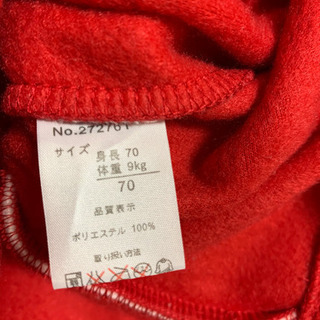 No.272761
サイズ 身長 70
体重 9kg
70
品質表示
ポリエステル 100%
取り扱い方法